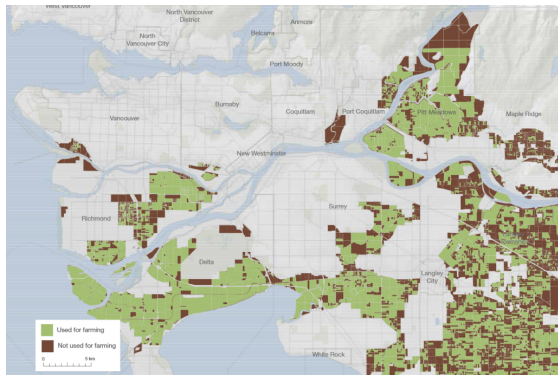 West Vancouver
North Vancouver
District
Anmore
Belcarra
North
Vancouver City
Port Moody
Burnaby
Coquitlam
Port Coquitlam
Pitt Meadows
Maple Ridge
Vancouver
New Westminster
Richmond
Surrey
Delta
Langley
City
White Rock
Used for farming
Not used for farming
0
5 km